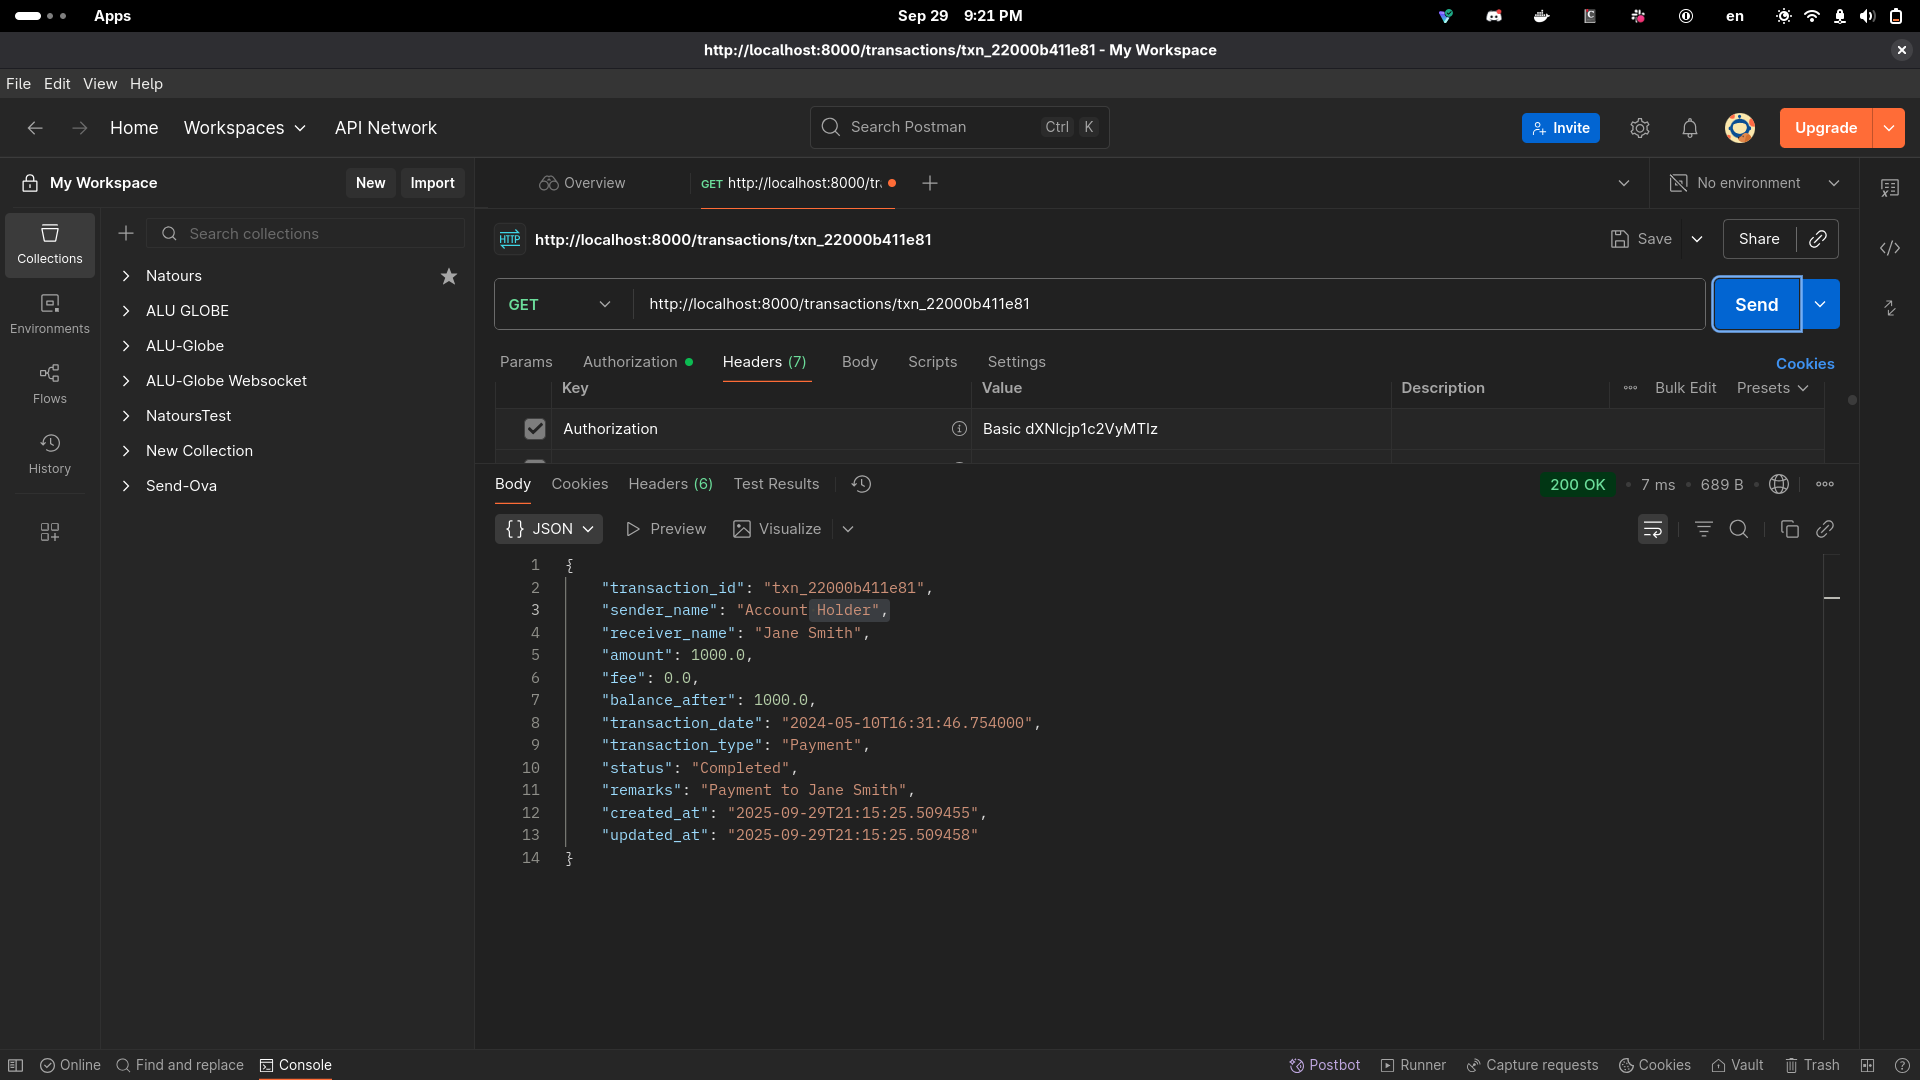 Apps
Sep 29 9:21 PM
en
http://localhost:8000/transactions/txn_22000b411e81 - My Workspace
File Edit View Help
Home Workspaces API Network
Search Postman Ctrl K
Invite
Upgrade
My Workspace New Import
Overview
GET http://localhost:8000/tr.
No environment
Collections
Search collections
Natours
ALU GLOBE
ALU-Globe
ALU-Globe Websocket
NatoursTest
New Collection
Send-Ova
Environments
Flows
History
HTTP http://localhost:8000/transactions/txn_22000b411e81
Save Share
GET http://localhost:8000/transactions/txn_22000b411e81 Send
Params Authorization Headers (7) Body Scripts Settings Cookies
Key Value Description Bulk Edit Presets
Authorization Basic dXNlcjp1c2VyMTIz
Body Cookies Headers (6) Test Results 200 OK 7 ms 689 B
{} JSON Preview Visualize
1 {
2 "transaction_id": "txn_22000b411e81",
3 "sender_name": "Account Holder",
4 "receiver_name": "Jane Smith",
5 "amount": 1000.0,
6 "fee": 0.0,
7 "balance_after": 1000.0,
8 "transaction_date": "2024-05-10T16:31:46.754000",
9 "transaction_type": "Payment",
10 "status": "Completed",
11 "remarks": "Payment to Jane Smith",
12 "created_at": "2025-09-29T21:15:25.509455",
13 "updated_at": "2025-09-29T21:15:25.509458"
14 }
Online Find and replace Console
Postbot Runner Capture requests Cookies Vault Trash